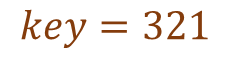 key = 321